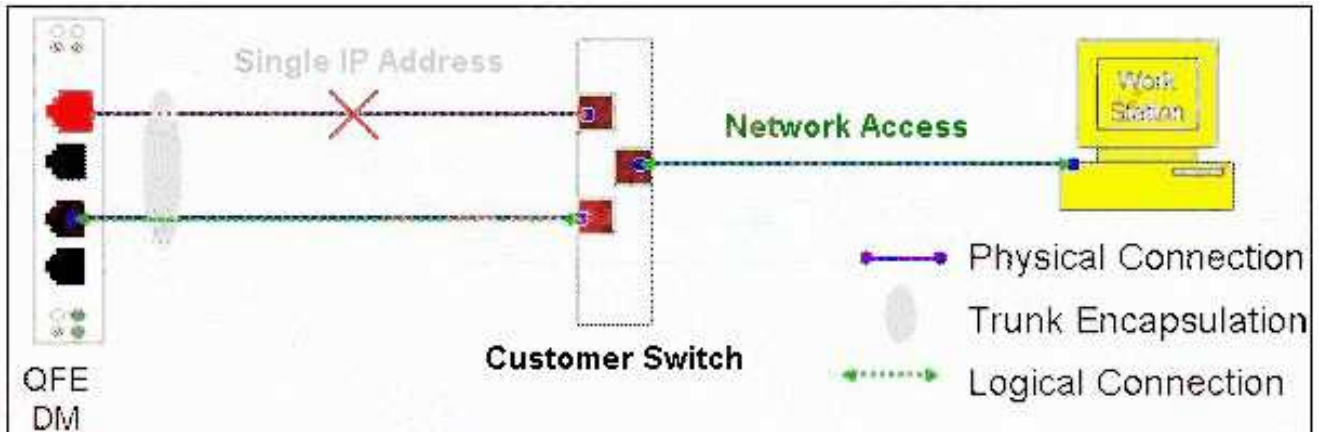 Single IP Address
Work
Station
Network Access
Physical Connection
Trunk Encapsulation
Customer Switch
Logical Connection
QFE
DM